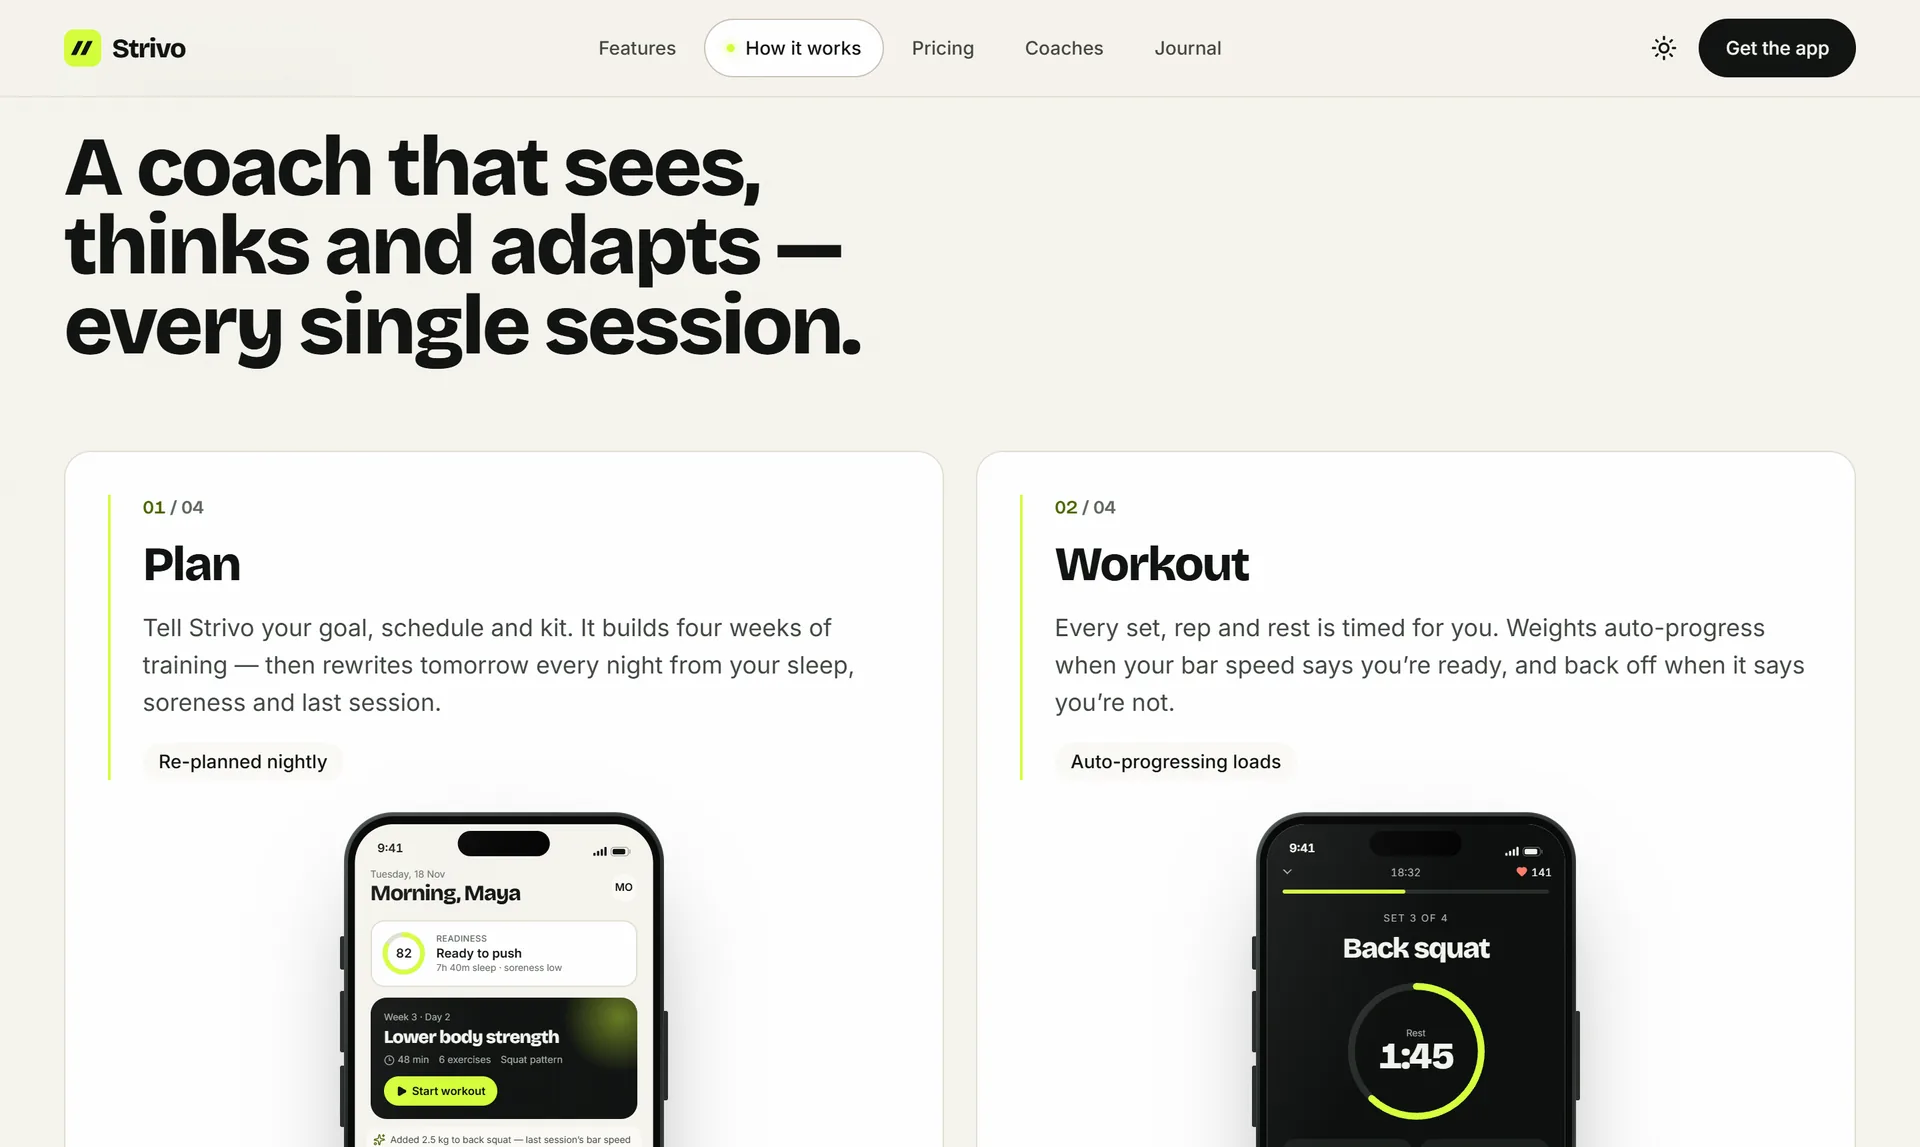 Strivo
Features
How it works
Pricing
Coaches
Journal
Get the app
A coach that sees,
thinks and adapts —
every single session.
01 / 04
Plan
Tell Strivo your goal, schedule and kit. It builds four weeks of
training — then rewrites tomorrow every night from your sleep,
soreness and last session.
Re-planned nightly
9:41
Tuesday, 18 Nov
Morning, Maya
MO
82
READINESS
Ready to push
7h 40m sleep · soreness low
Week 3 · Day 2
Lower body strength
48 min 6 exercises Squat pattern
Start workout
Added 2.5 kg to back squat — last session's bar speed
02 / 04
Workout
Every set, rep and rest is timed for you. Weights auto-progress
when your bar speed says you’re ready, and back off when it says
you’re not.
Auto-progressing loads
9:41
18:32
141
SET 3 OF 4
Back squat
Rest
1:45